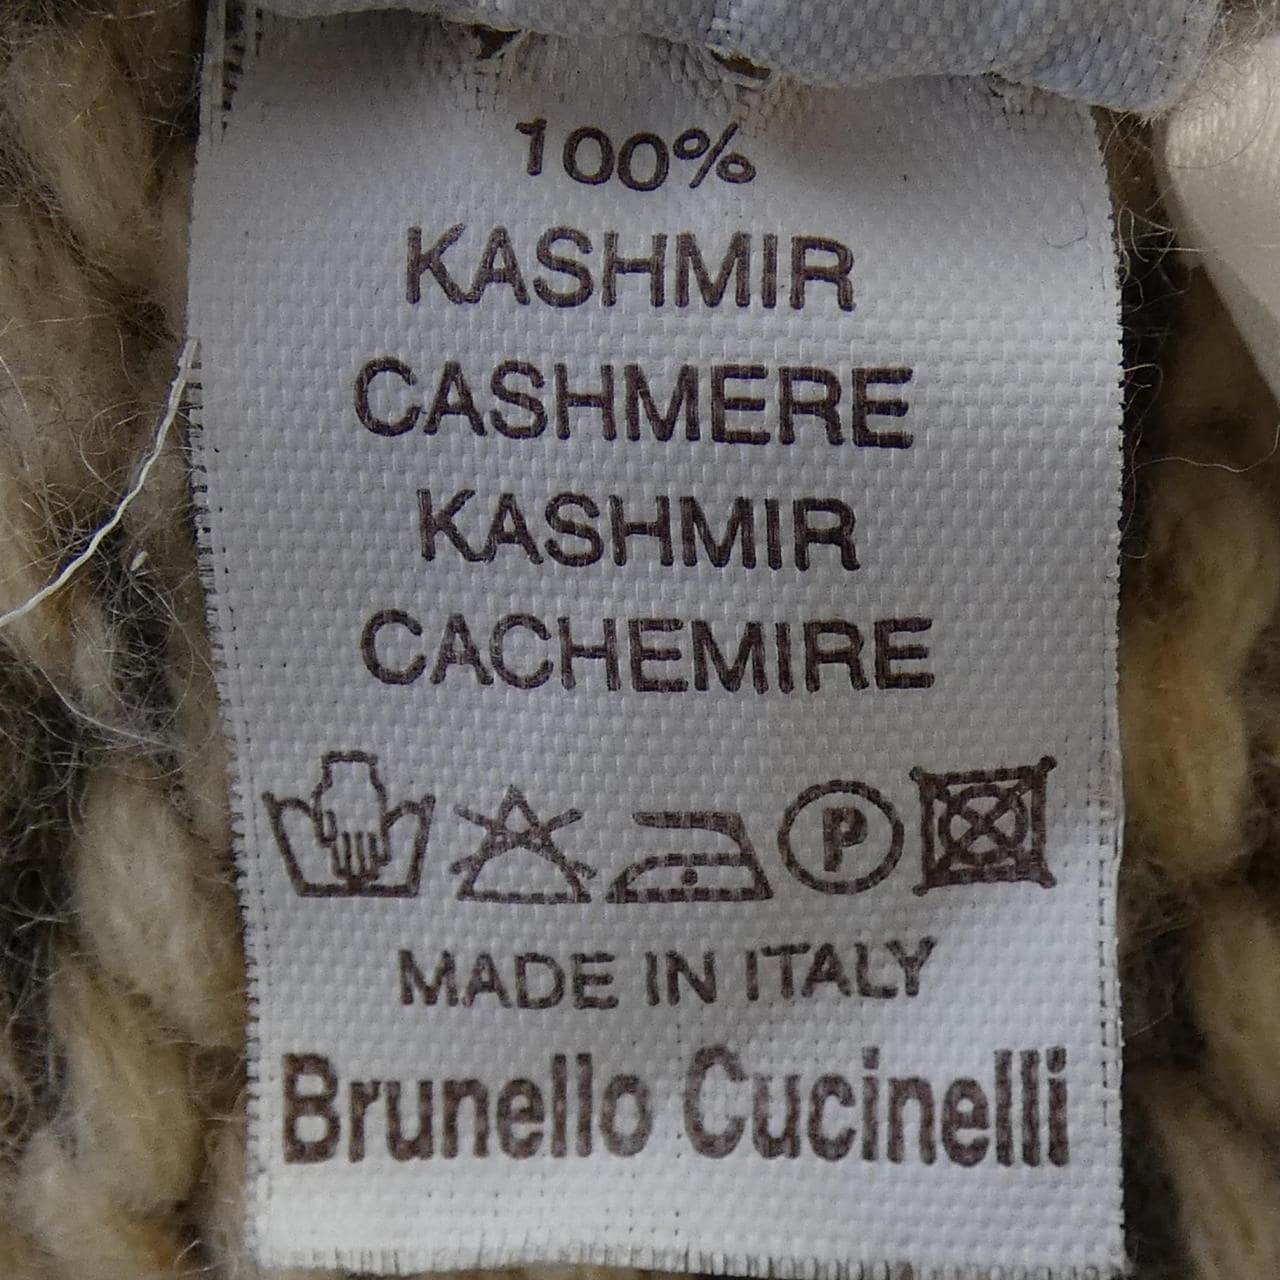 100%
KASHMIR
CASHMERE
KASHMIR
CACHEMIRE
P
MADE IN ITALY
Brunello Cucinelli